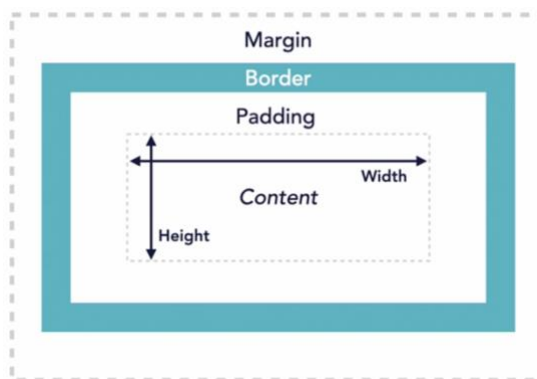 Margin
Border
Padding
Width
Content
Height